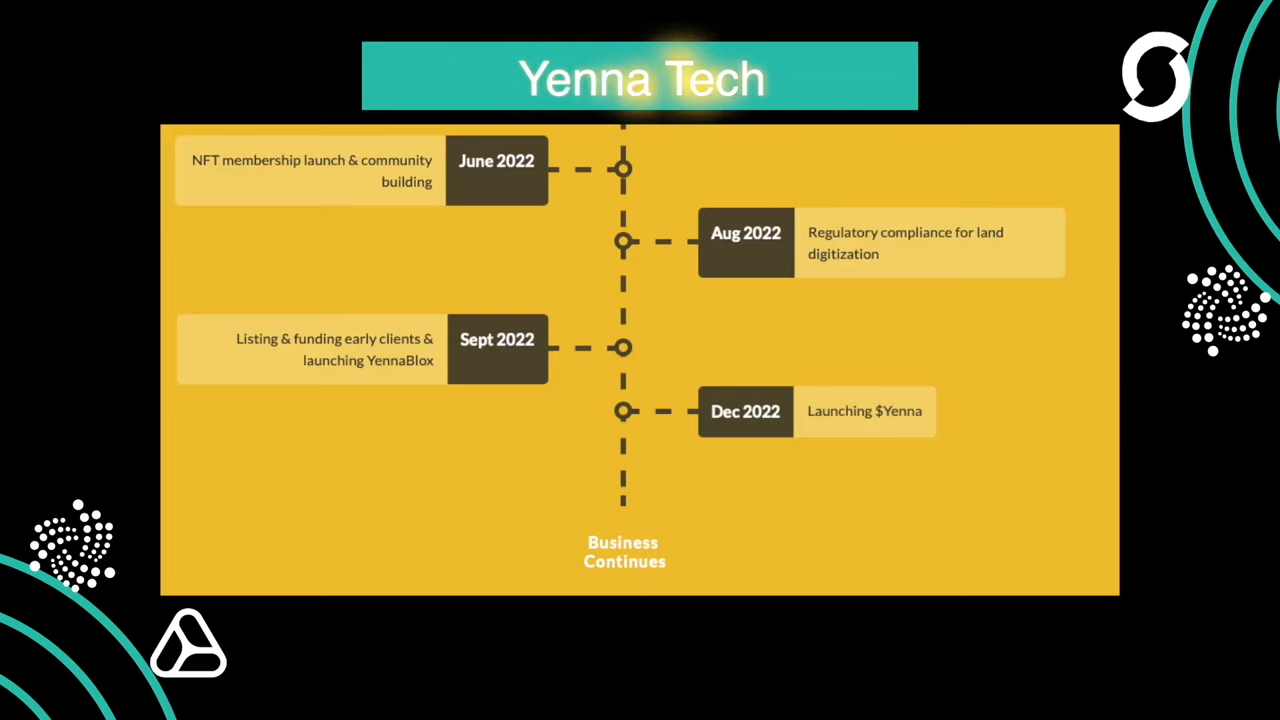 Yenna Tech
NFT membership launch & community
building
June 2022
Aug 2022
Regulatory compliance for land
digitization
Listing & funding early clients &
launching YennaBlox
Sept 2022
Dec 2022
Launching $Yenna
Business
Continues